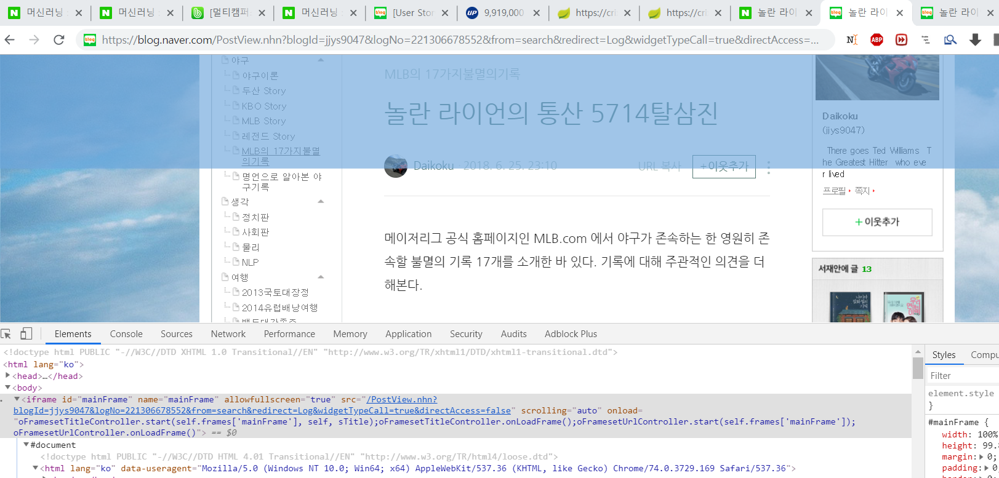 머신러닝
머신러닝
[멀티캠퍼
머신러닝
[User Stor
9,919,000
https://cri
https://cri
놀란 라이
놀란 라이
놀란 라이
https://blog.naver.com/PostView.nhn?blogId=jjys9047&logNo=221306678552&from=search&redirect=Log&widgetTypeCall=true&directAccess=...
야구
야구이론
두산 Story
KBO Story
MLB Story
레전드 Story
MLB의 17가지불멸
의기록
명언으로 알아본 야
구기록
생각
정치판
사회판
물리
NLP
여행
2013국토대장정
2014유럽배낭여행
MLB의 17가지불멸의기록
놀란 라이언의 통산 5714탈삼진
Daikoku · 2018. 6. 25. 23:10
URL 복사
+이웃추가
메이저리그 공식 홈페이지인 MLB.com 에서 야구가 존속하는 한 영원히 존
속할 불멸의 기록 17개를 소개한 바 있다. 기록에 대해 주관적인 의견을 더
해본다.
Daikoku
(jjys9047)
There goes Ted Williams T
he Greatest Hitter who eve
r lived
프로필 쪽지
+ 이웃추가
서재안에 글 13
Elements Console Sources Network Performance Memory Application Security Audits Adblock Plus
<!doctype html PUBLIC "-//W3C//DTD XHTML 1.0 Transitional//EN" "http://www.w3.org/TR/xhtml1/DTD/xhtml1-transitional.dtd">
<html lang="ko">
<head>…</head>
<body>
<iframe id="mainFrame" name="mainFrame" allowfullscreen="true" src="/PostView.nhn?
blogId=jjys9047&logNo=221306678552&from=search&redirect=Log&widgetTypeCall=true&directAccess=false" scrolling="auto" onload=
"oFramesetTitleController.start(self.frames['mainFrame'], self, sTitle);oFramesetTitleController.onLoadFrame();oFramesetUrlController.start(self.frames['mainFrame']);
oFramesetUrlController.onLoadFrame()"> == $0
#document
<!doctype html PUBLIC "-//W3C//DTD HTML 4.01 Transitional//EN" "http://www.w3.org/TR/html4/loose.dtd">
<html lang="ko" data-useragent="Mozilla/5.0 (Windows NT 10.0; Win64; x64) AppleWebKit/537.36 (KHTML, like Gecko) Chrome/74.0.3729.169 Safari/537.36">
Styles Compu
Filter
element.style
}
#mainFrame {
width: 100%
height: 99.
margin: 0;
padding: 0